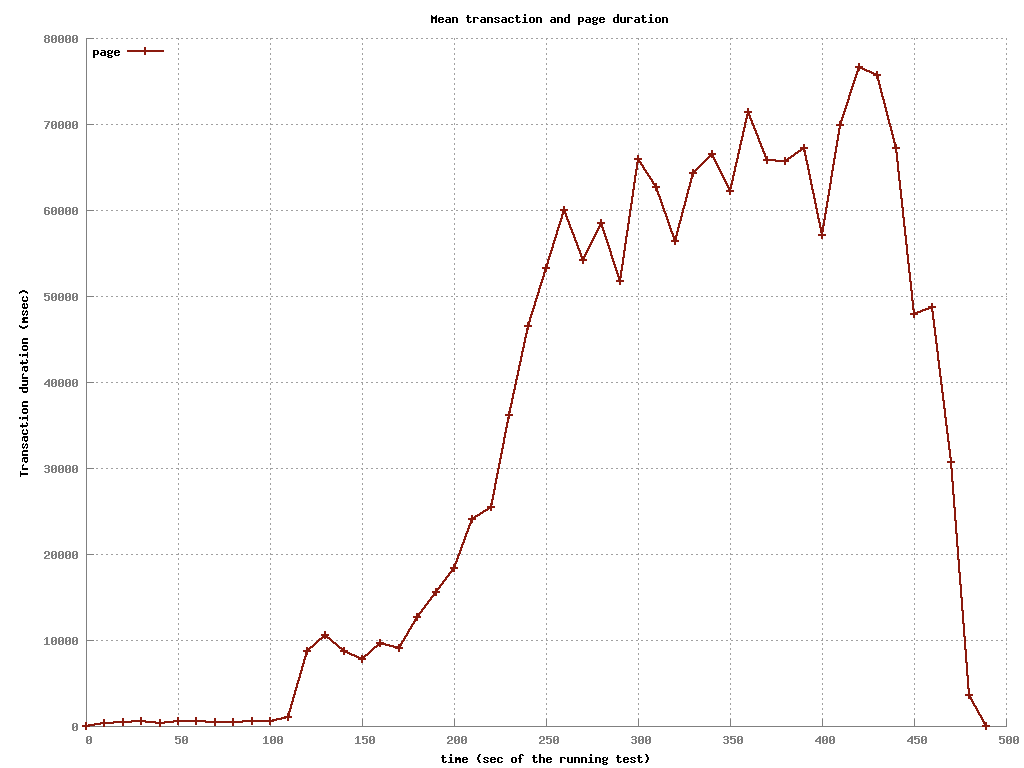 Mean transaction and page duration
page
Transaction duration (msec)
80000
70000
60000
50000
40000
30000
20000
10000
0
0 50 100 150 200 250 300 350 400 450 500
time (sec of the running test)